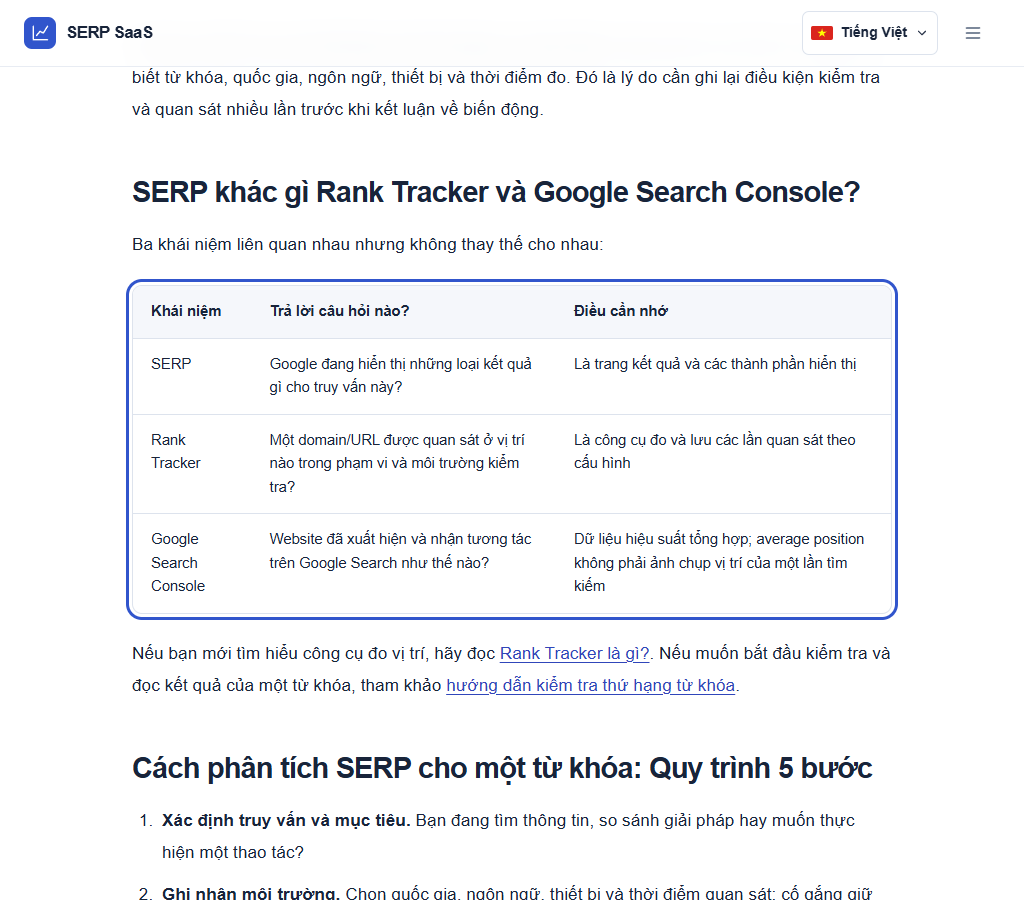 SERP SaaS
Tiếng Việt
biết từ khóa, quốc gia, ngôn ngữ, thiết bị và thời điểm đo. Đó là lý do cần ghi lại điều kiện kiểm tra
và quan sát nhiều lần trước khi kết luận về biến động.
SERP khác gì Rank Tracker và Google Search Console?
Ba khái niệm liên quan nhau nhưng không thay thế cho nhau:
Khái niệm
Trả lời câu hỏi nào?
Điều cần nhớ
SERP
Google đang hiển thị những loại kết quả
gì cho truy vấn này?
Là trang kết quả và các thành phần hiển thị
Rank
Tracker
Một domain/URL được quan sát ở vị trí
nào trong phạm vi và môi trường kiểm
tra?
Là công cụ đo và lưu các lần quan sát theo
cấu hình
Google
Search
Console
Website đã xuất hiện và nhận tương tác
trên Google Search như thế nào?
Dữ liệu hiệu suất tổng hợp; average position
không phải ảnh chụp vị trí của một lần tìm
kiếm
Nếu bạn mới tìm hiểu công cụ đo vị trí, hãy đọc Rank Tracker là gì?. Nếu muốn bắt đầu kiểm tra và
đọc kết quả của một từ khóa, tham khảo hướng dẫn kiểm tra thứ hạng từ khóa.
Cách phân tích SERP cho một từ khóa: Quy trình 5 bước
1. Xác định truy vấn và mục tiêu. Bạn đang tìm thông tin, so sánh giải pháp hay muốn thực
hiện một thao tác?
2. Ghi nhận môi trường. Chọn quốc gia, ngôn ngữ, thiết bị và thời điểm quan sát; cố gắng giữ